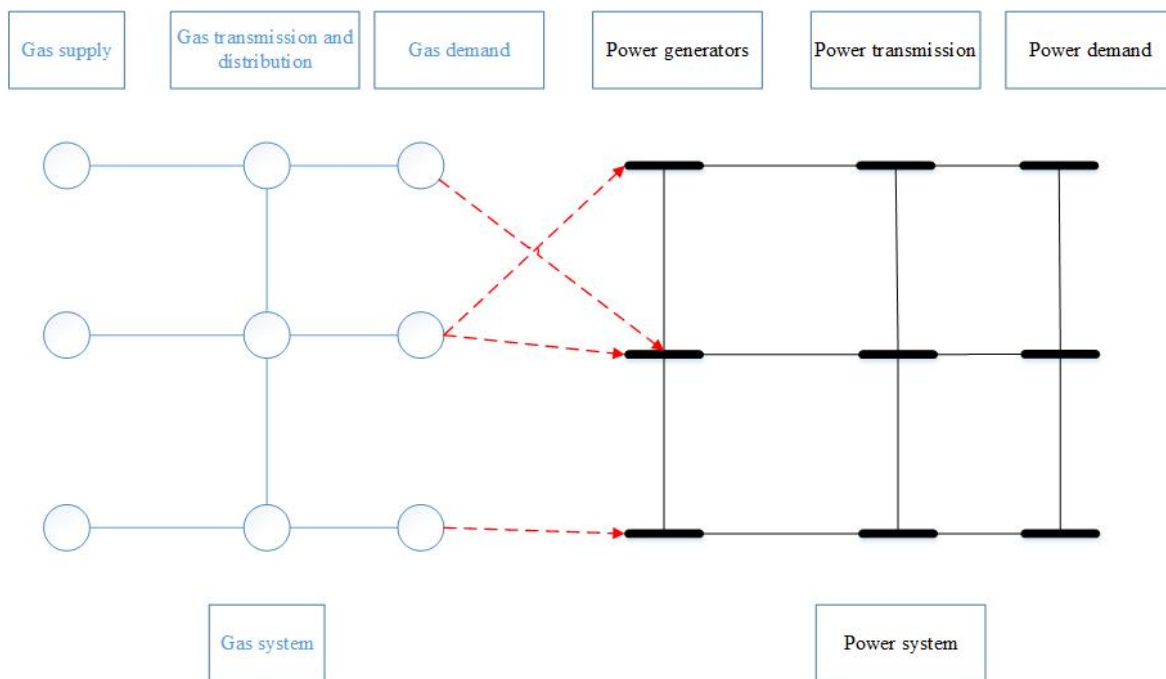 Gas supply
Gas transmission and
distribution
Gas demand
Power generators
Power transmission
Power demand
Gas system
Power system